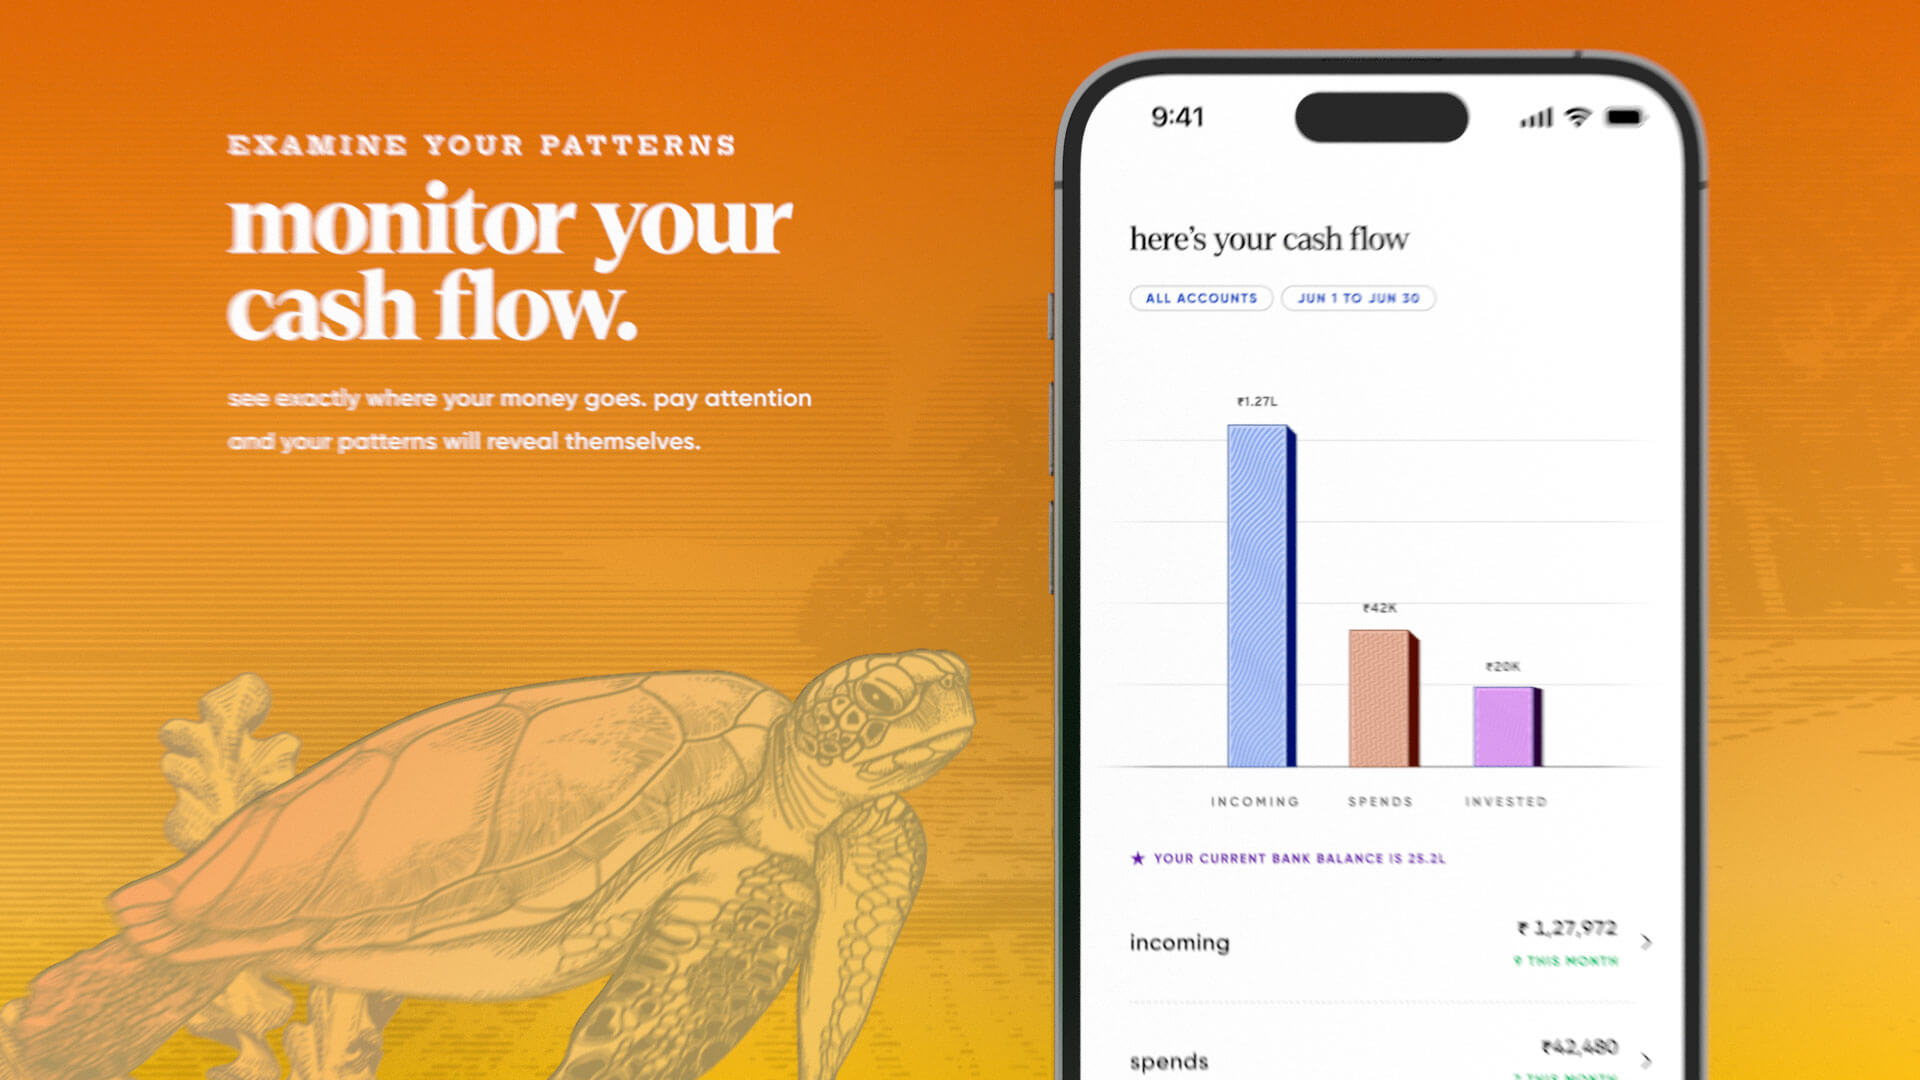 EXAMINE YOUR PATTERNS
monitor your
cash flow.
see exactly where your money goes. pay attention
and your patterns will reveal themselves.
9:41
here's your cash flow
ALL ACCOUNTS
JUN 1 TO JUN 30
₹1.27L
₹42K
₹20K
INCOMING
SPENDS
INVESTED
★ YOUR CURRENT BANK BALANCE IS 25.2L
incoming
₹ 1,27,972
9 THIS MONTH
spends
₹42,480
THIS MONTH